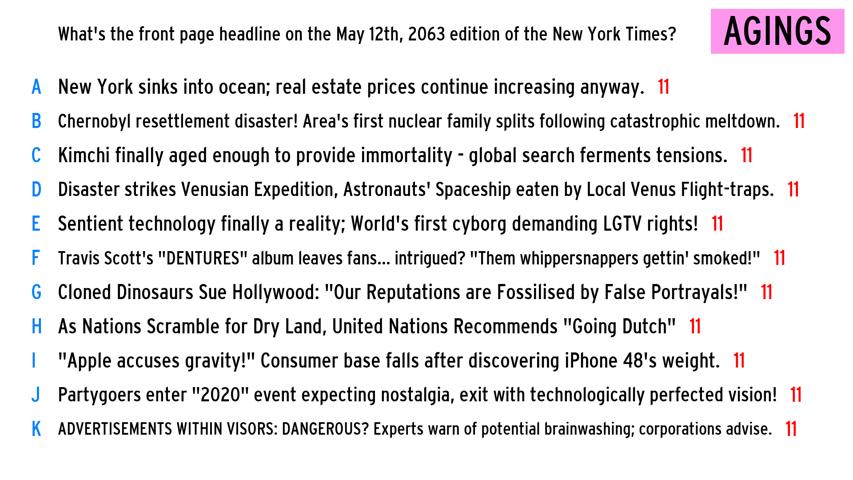 What's the front page headline on the May 12th, 2063 edition of the New York Times?
AGINGS
A New York sinks into ocean; real estate prices continue increasing anyway. 11
B Chernobyl resettlement disaster! Area's first nuclear family splits following catastrophic meltdown. 11
C Kimchi finally aged enough to provide immortality - global search ferments tensions. 11
D Disaster strikes Venusian Expedition, Astronauts' Spaceship eaten by Local Venus Flight-traps. 11
E Sentient technology finally a reality; World's first cyborg demanding LGTV rights! 11
F Travis Scott's "DENTURES" album leaves fans... intrigued? "Them whippersnappers gettin' smoked!" 11
G Cloned Dinosaurs Sue Hollywood: "Our Reputations are Fossilised by False Portrayals!" 11
H As Nations Scramble for Dry Land, United Nations Recommends "Going Dutch" 11
I "Apple accuses gravity!" Consumer base falls after discovering iPhone 48's weight. 11
J Partygoers enter "2020" event expecting nostalgia, exit with technologically perfected vision! 11
K ADVERTISEMENTS WITHIN VISORS: DANGEROUS? Experts warn of potential brainwashing; corporations advise. 11